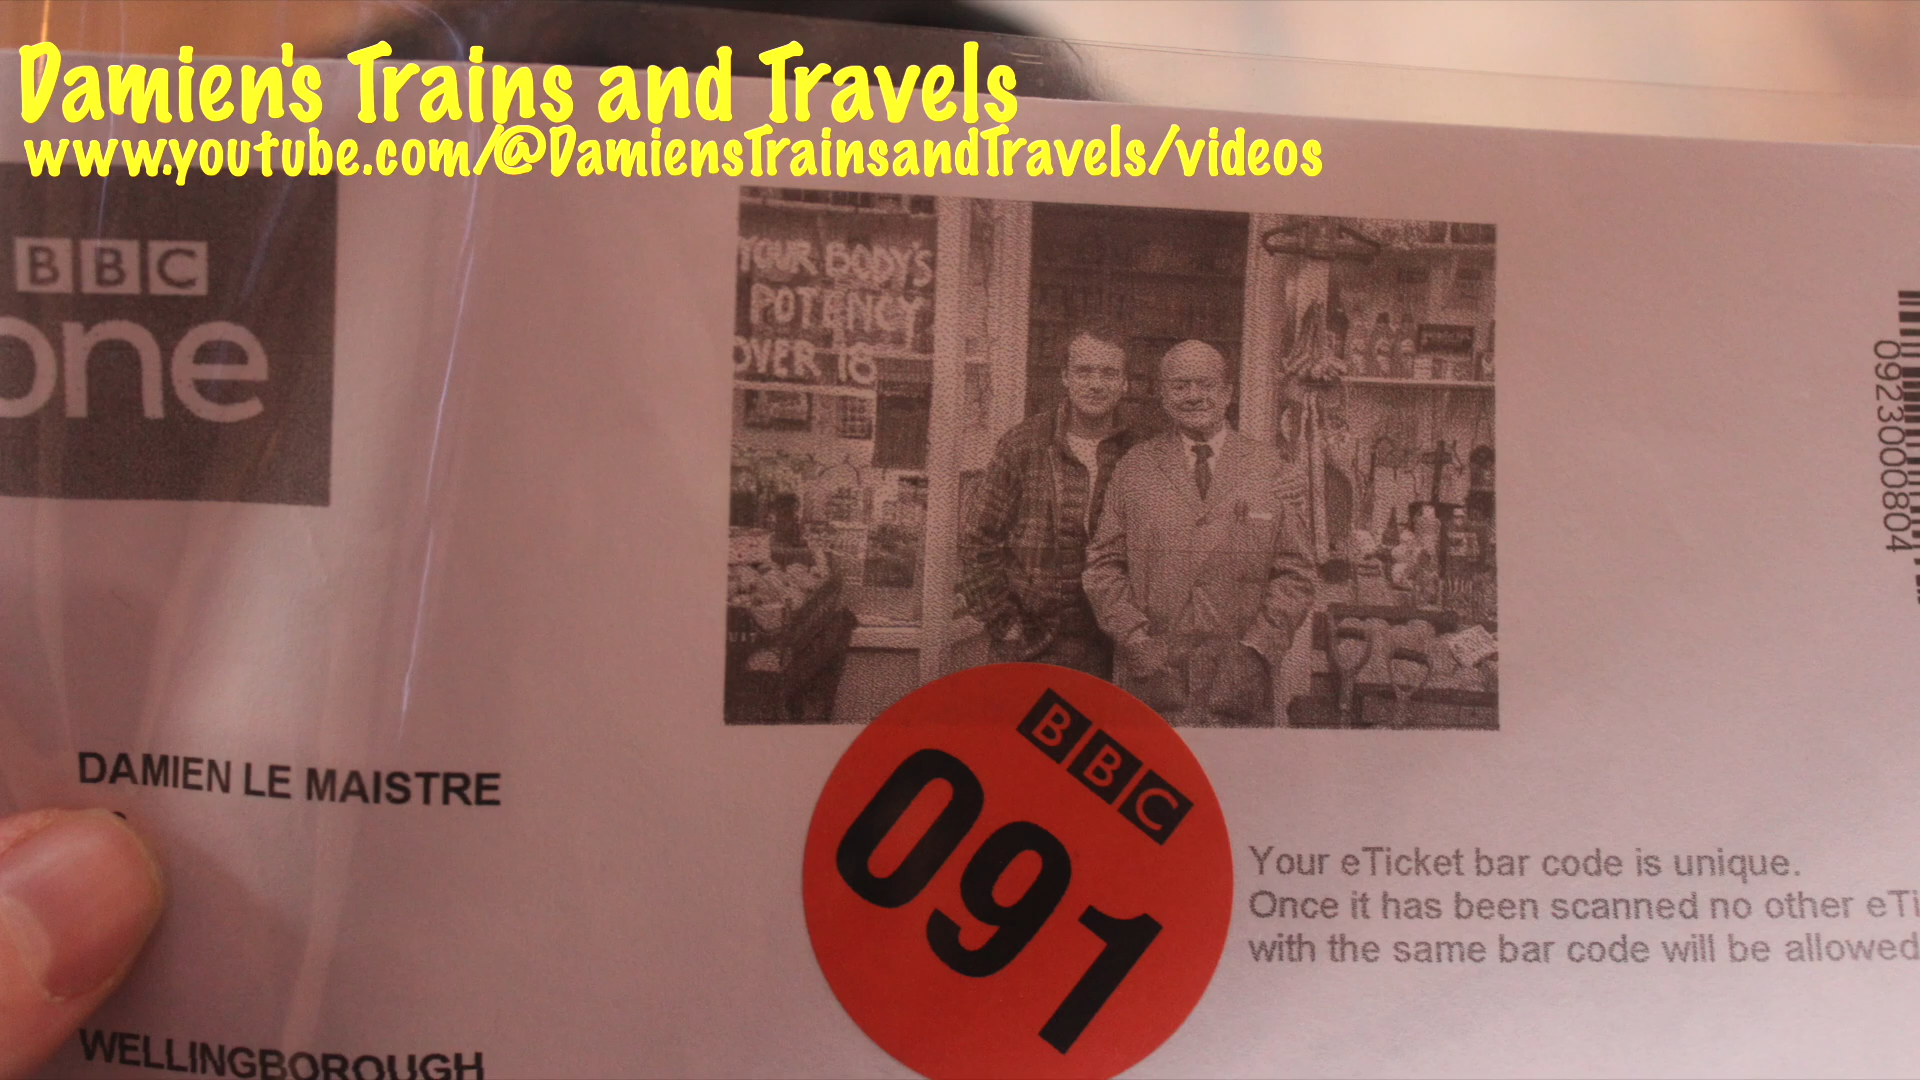 Damien's Trains and Travels
www.youtube.com/@DamiensTrainsandTravels/videos
BBC
one
YOUR BODY'S
POTENCY
OVER 18
0923000804
DAMIEN LE MAISTRE
BBC
091
Your eTicket bar code is unique.
Once it has been scanned no other eTi
with the same bar code will be allowed
WELLINGBOROUGH